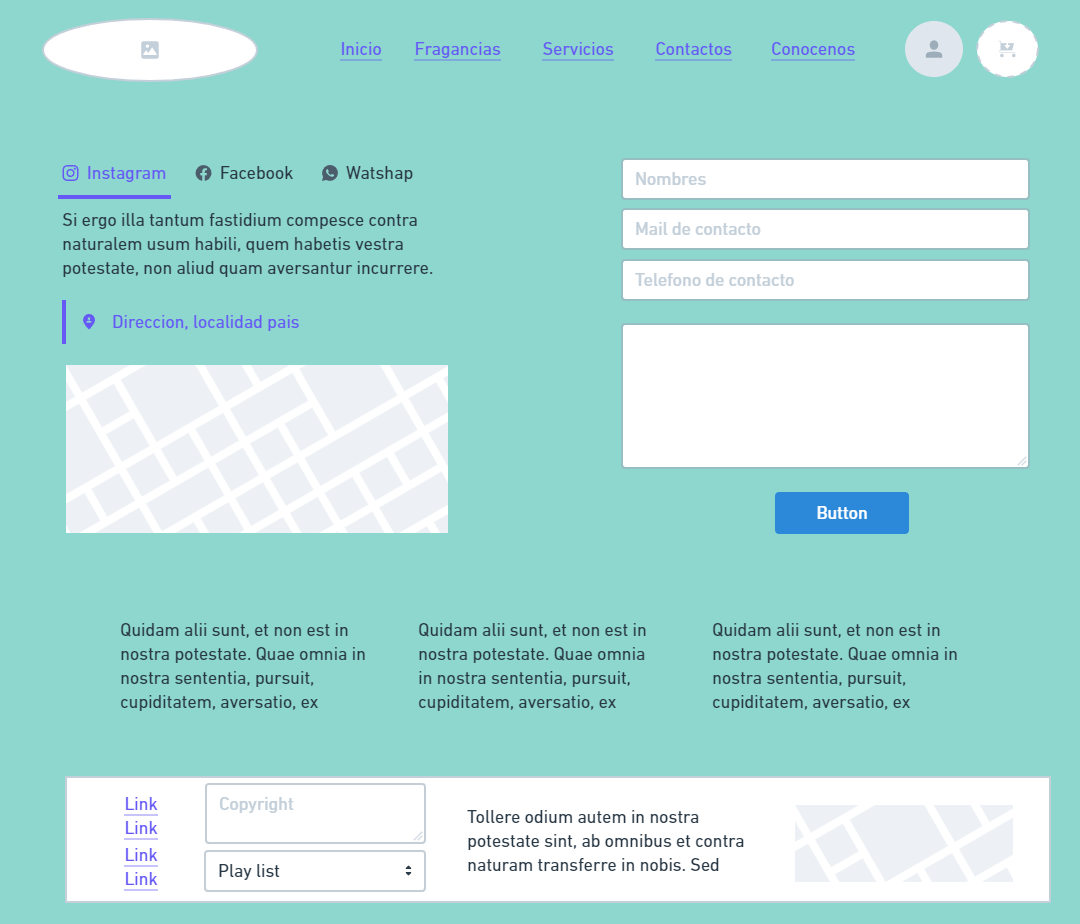 Inicio Fragancias Servicios Contactos Conocenos
Instagram Facebook Watshap
Si ergo illa tantum fastidium compesce contra
naturalem usum habili, quem habetis vestra
potestate, non aliud quam aversantur incurrere.
Direccion, localidad pais
Nombres
Mail de contacto
Telefono de contacto
Button
Quidam alii sunt, et non est in
nostra potestate. Quae omnia in
nostra sententia, pursuit,
cupiditatem, aversatio, ex
Quidam alii sunt, et non est in
nostra potestate. Quae omnia
in nostra sententia, pursuit,
cupiditatem, aversatio, ex
Quidam alii sunt, et non est in
nostra potestate. Quae omnia in
nostra sententia, pursuit,
cupiditatem, aversatio, ex
Link
Link
Link
Link
Copyright
Play list
Tollere odium autem in nostra
potestate sint, ab omnibus et contra
naturam transferre in nobis. Sed